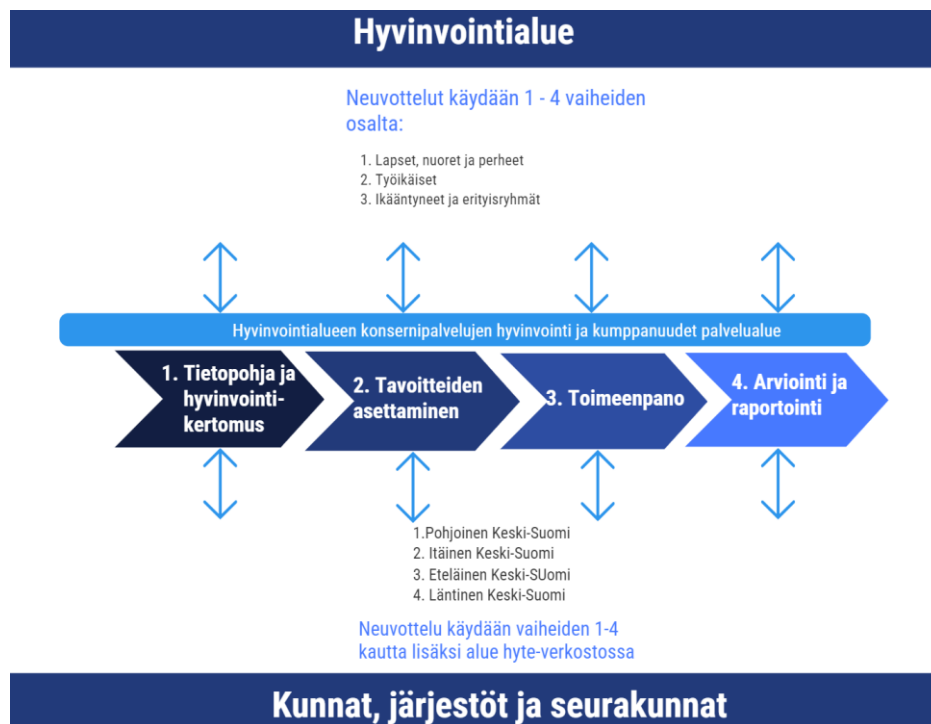 Hyvinvointialue
Neuvottelut käydään 1 - 4 vaiheiden
osalta:
1. Lapset, nuoret ja perheet
2. Työikäiset
3. Ikääntyneet ja erityisryhmät
Hyvinvointialueen konsernipalvelujen hyvinvointi ja kumppanuudet palvelualue
1. Tietopohja ja
hyvinvointi-
kertomus
2. Tavoitteiden
asettaminen
3. Toimeenpano
4. Arviointi ja
raportointi
1.Pohjoinen Keski-Suomi
2. Itäinen Keski-Suomi
3. Eteläinen Keski-SUomi
4. Läntinen Keski-Suomi
Neuvottelu käydään vaiheiden 1-4
kautta lisäksi alue hyte-verkostossa
Kunnat, järjestöt ja seurakunnat